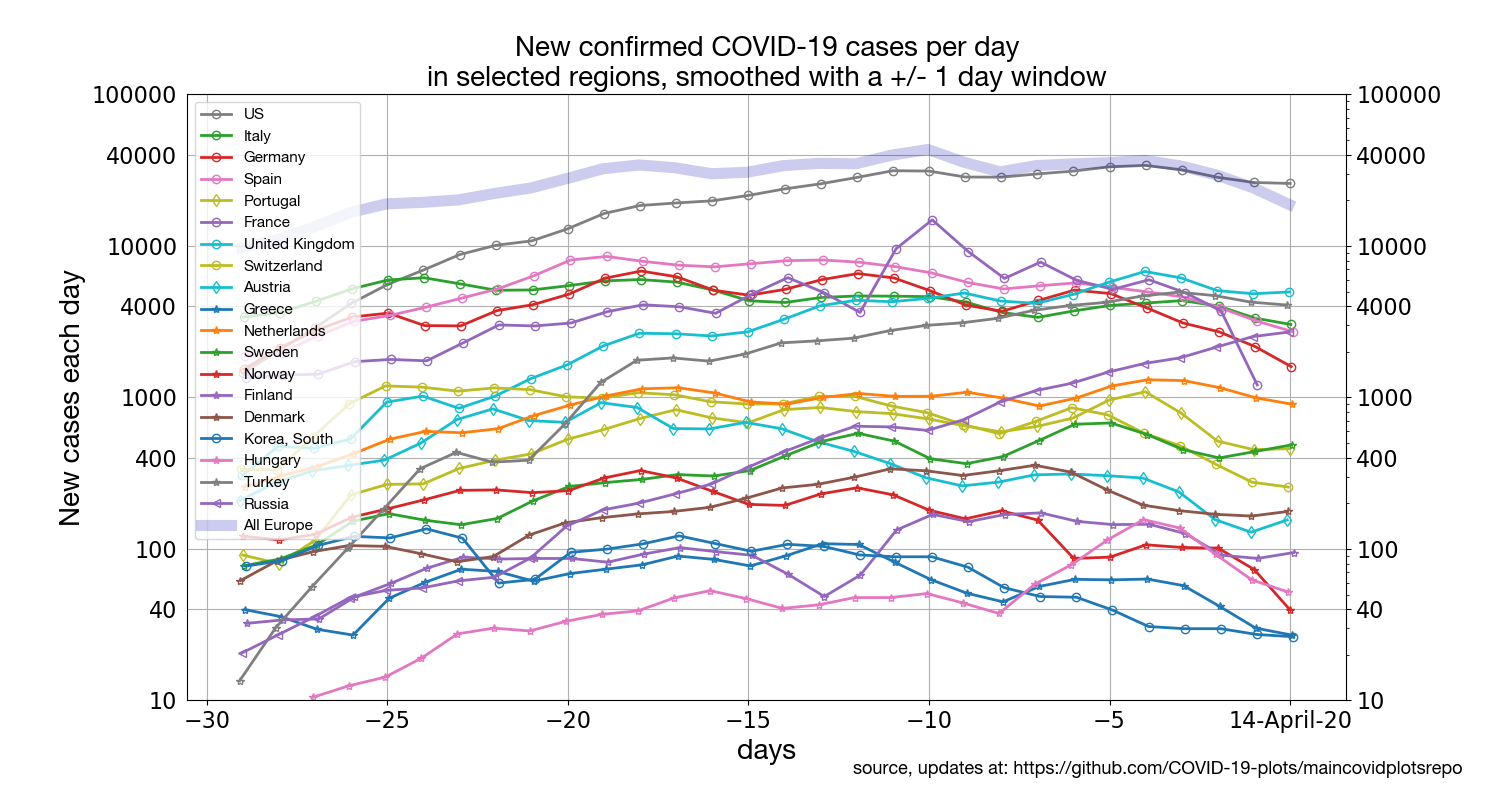 New confirmed COVID-19 cases per day
in selected regions, smoothed with a +/- 1 day window
New cases each day
100000
40000
10000
4000
1000
400
100
40
10
US
Italy
Germany
Spain
Portugal
France
United Kingdom
Switzerland
Austria
Greece
Netherlands
Sweden
Norway
Finland
Denmark
Korea, South
Hungary
Turkey
Russia
All Europe
100000
40000
10000
4000
1000
400
100
40
10
−30 −25 −20 −15 −10 −5 14-April-20
days
source, updates at: https://github.com/COVID-19-plots/maincovidplotsrepo